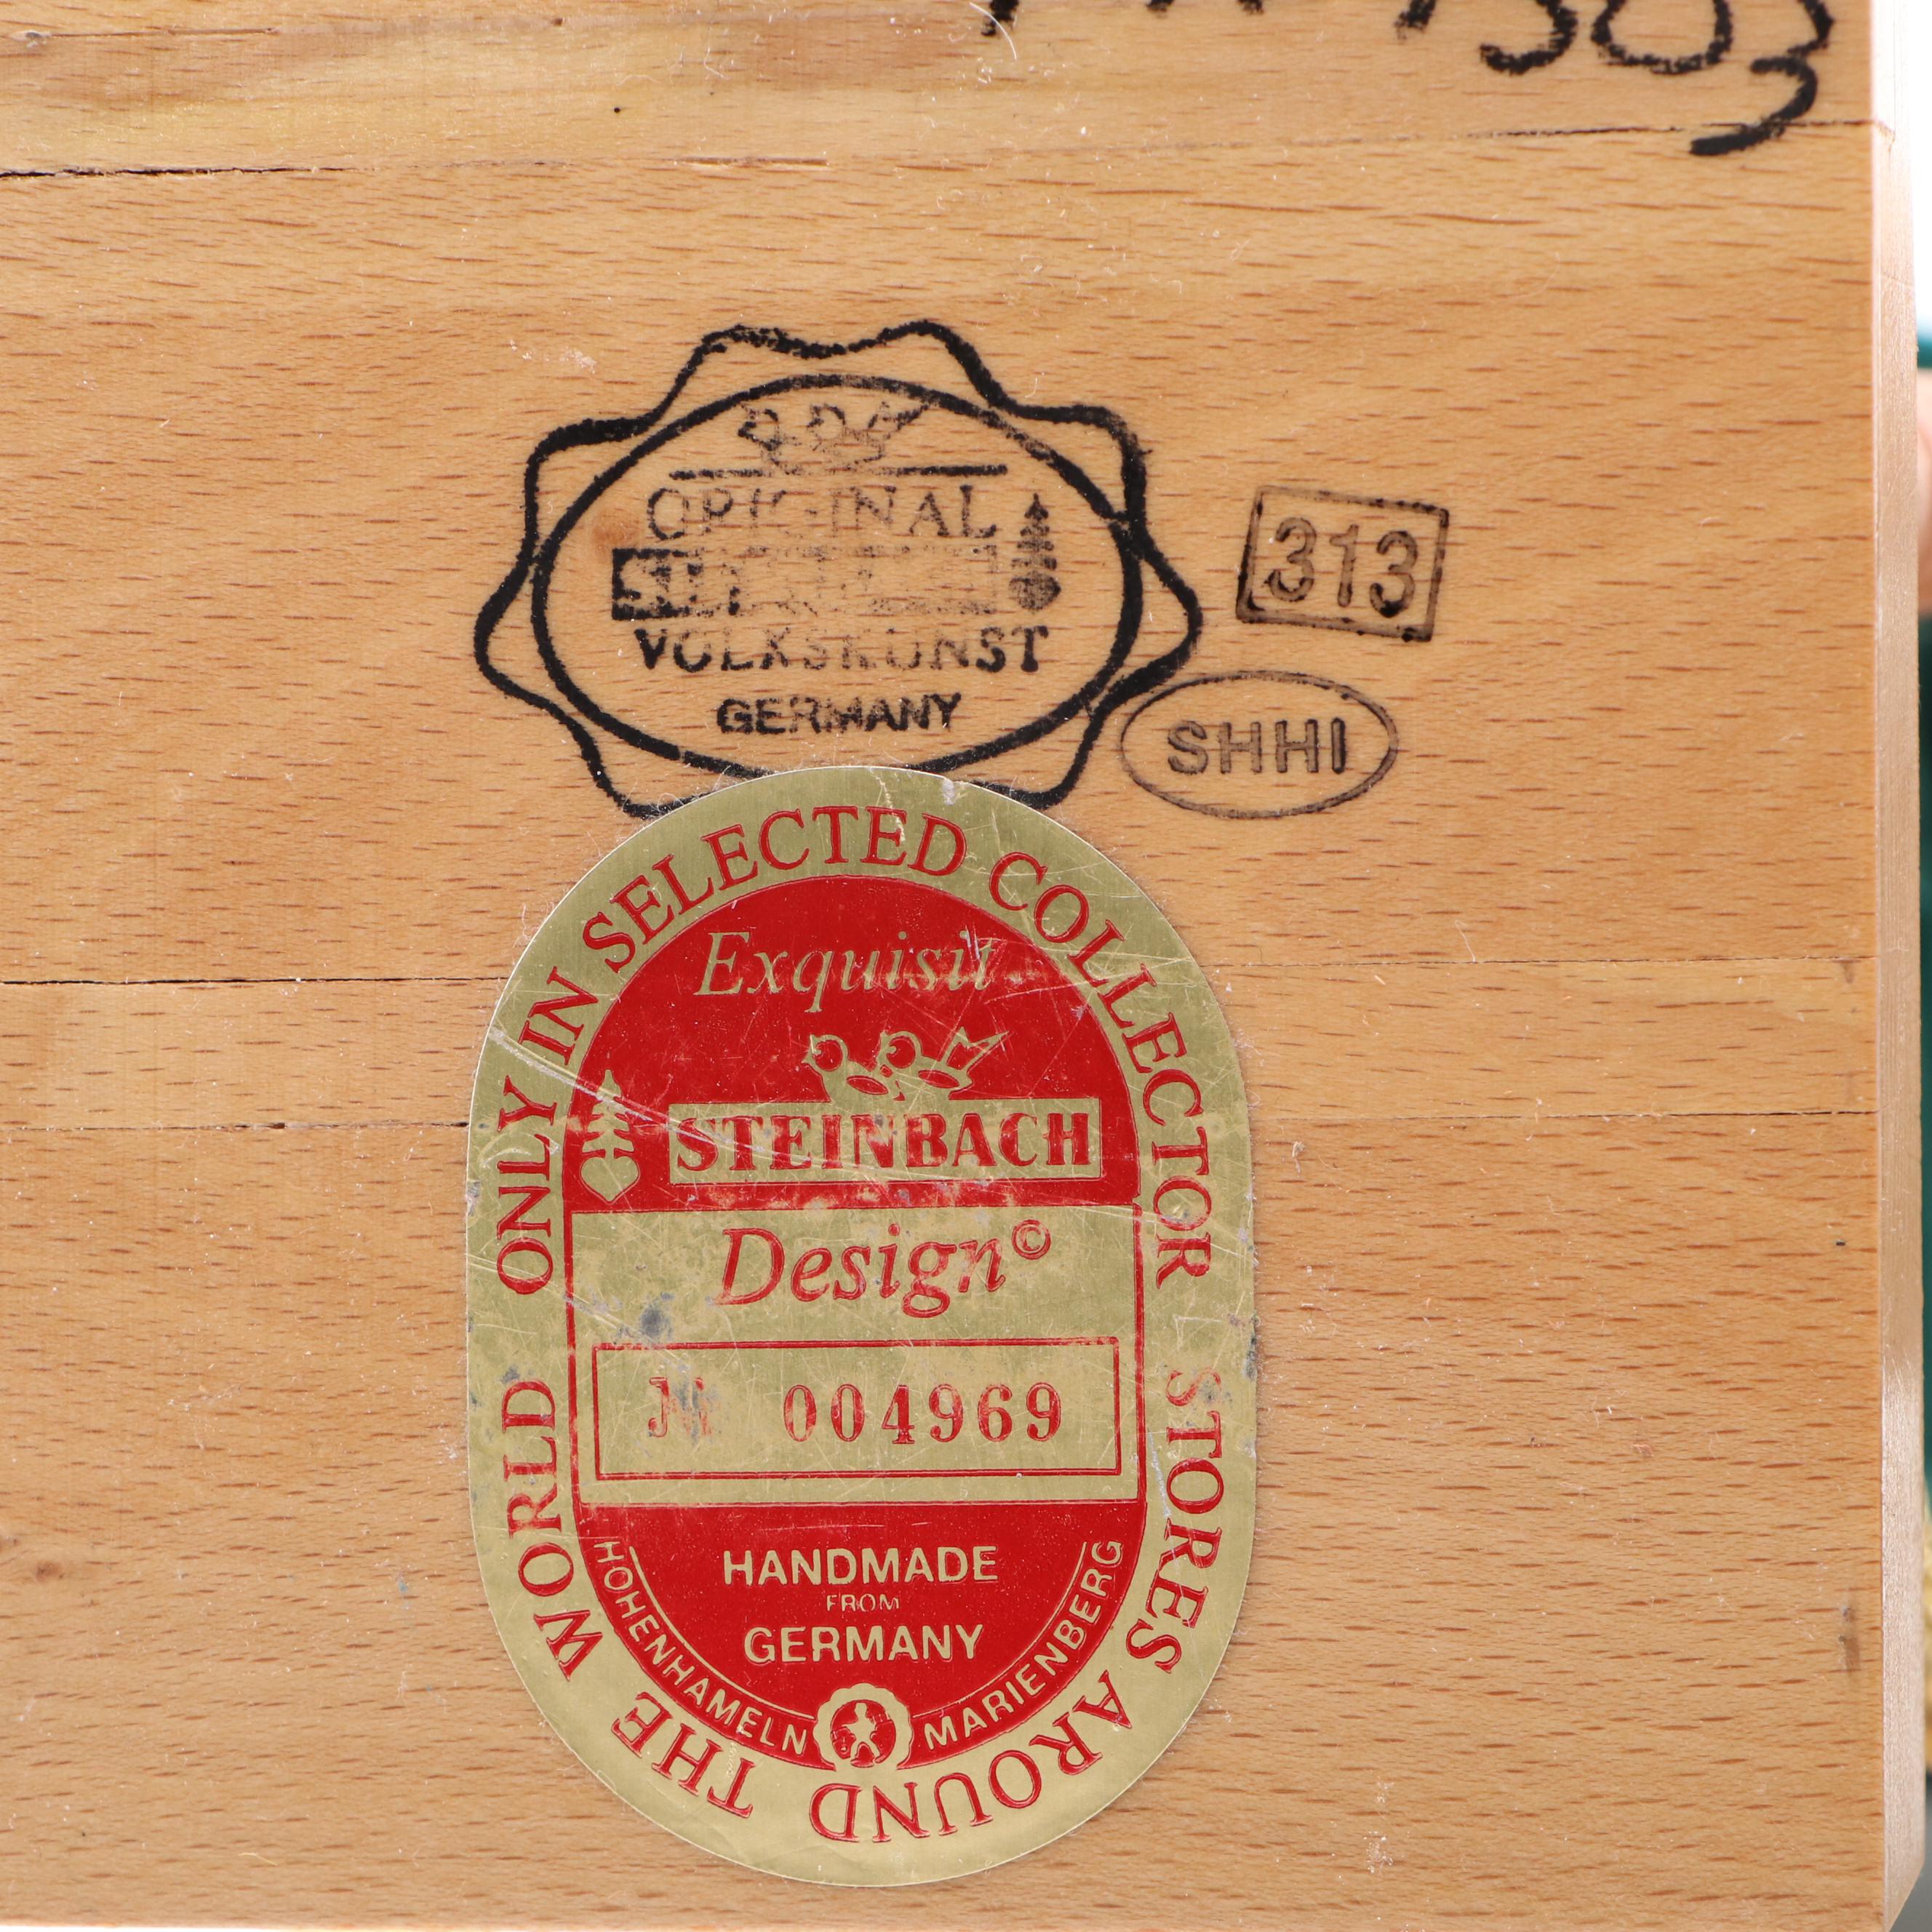 ORIGINAL
VOLKSKUNST
GERMANY
313
SHHI
ONLY IN SELECTED COLLECTOR STORES AROUND THE WORLD
Exquisit
STEINBACH
Design©
004969
HANDMADE
FROM
GERMANY
HOHENHAMELN MARIENBERG